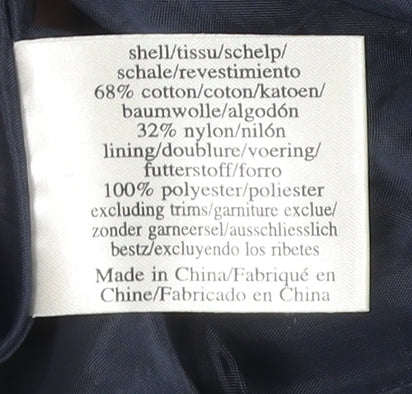 shell/tissu/schelp/
schale/revestimiento
68% cotton/coton/katoen/
baumwolle/algodón
32% nylon/nilón
lining/doublure/voering/
futterstoff/forro
100% polyester/poliester
excluding trims/garniture exclue/
zonder garneersel/ausschliesslich
bestz/excluyendo los ribetes
Made in China/Fabriqué en
Chine/Fabricado en China